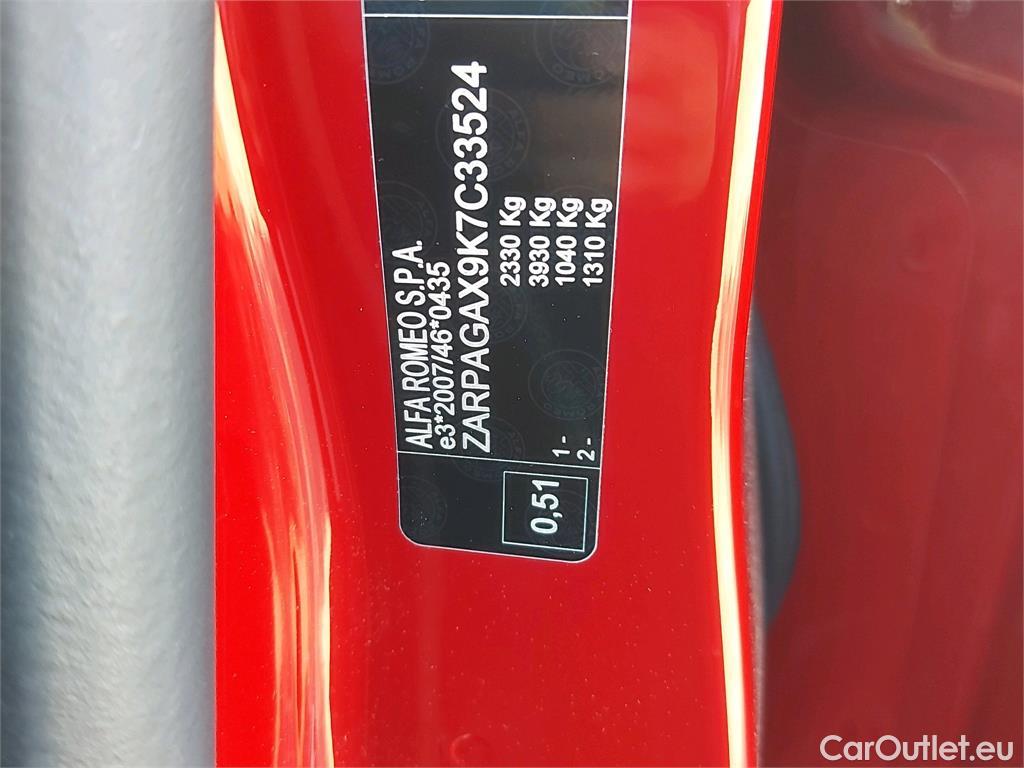 ALFA ROMEO S.P.A.
e3*2007/46*0435
ZARPAGAX9K7C33524
2330 Kg
3930 Kg
1- 1040 Kg
2- 1310 Kg
0,51
CarOutlet.eu